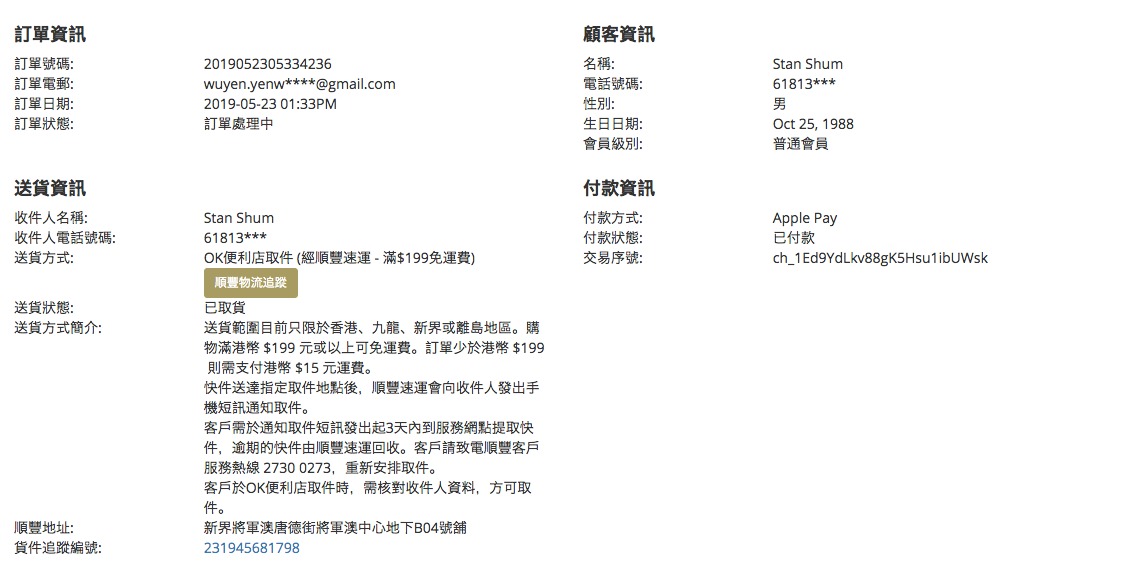 訂單資訊
訂單號碼: 2019052305334236
訂單電郵: wuyen.yenw****@gmail.com
訂單日期: 2019-05-23 01:33PM
訂單狀態: 訂單處理中
顧客資訊
名稱: Stan Shum
電話號碼: 61813***
性別: 男
生日日期: Oct 25, 1988
會員級別: 普通會員
送貨資訊
收件人名稱: Stan Shum
收件人電話號碼: 61813***
送貨方式: OK便利店取件 (經順豐速運 - 滿$199免運費)
順豐物流追蹤
送貨狀態: 已取貨
送貨方式簡介: 送貨範圍目前只限於香港、九龍、新界或離島地區。購
物滿港幣 $199 元或以上可免運費。訂單少於港幣 $199
則需支付港幣 $15 元運費。
快件送達指定取件地點後，順豐速運會向收件人發出手
機短訊通知取件。
客戶需於通知取件短訊發出起3天內到服務網點提取快
件，逾期的快件由順豐速運回收。客戶請致電順豐客戶
服務熱線 2730 0273，重新安排取件。
客戶於OK便利店取件時，需核對收件人資料，方可取
件。
順豐地址: 新界將軍澳唐德街將軍澳中心地下B04號舖
貨件追蹤編號: 231945681798
付款資訊
付款方式: Apple Pay
付款狀態: 已付款
交易序號: ch_1Ed9YdLkv88gK5Hsu1ibUWsk